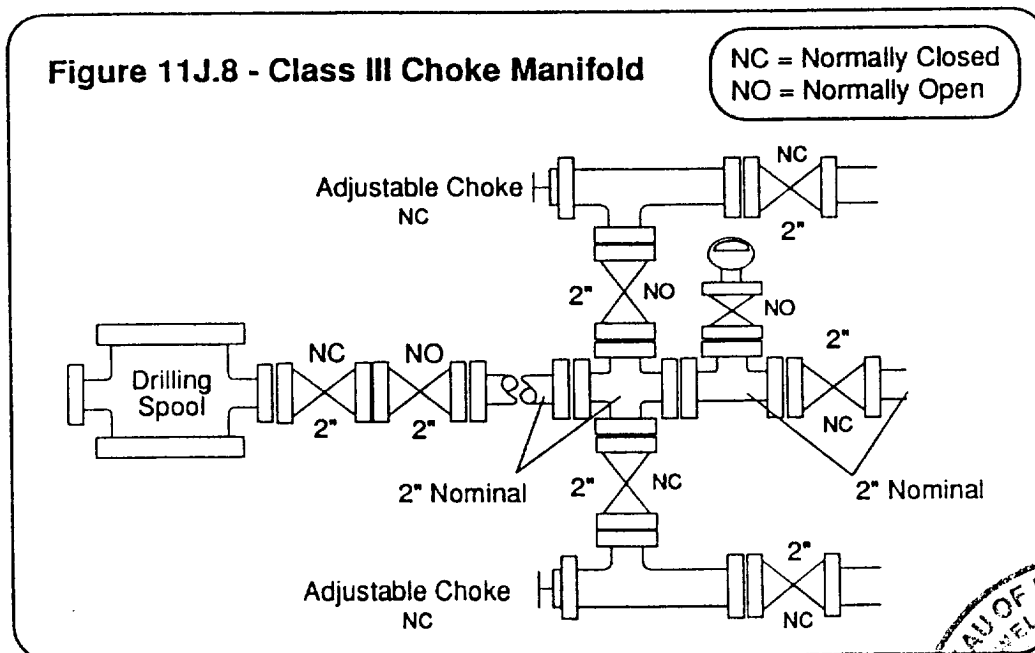 Figure 11J.8 - Class III Choke Manifold
NC = Normally Closed
NO = Normally Open
NC
Adjustable Choke
NC
2"
2" NO
NO
2"
NC NO
Drilling
Spool
2" 2"
NC
2" Nominal
2" NC
2" Nominal
2"
Adjustable Choke
NC
NC
AU OF